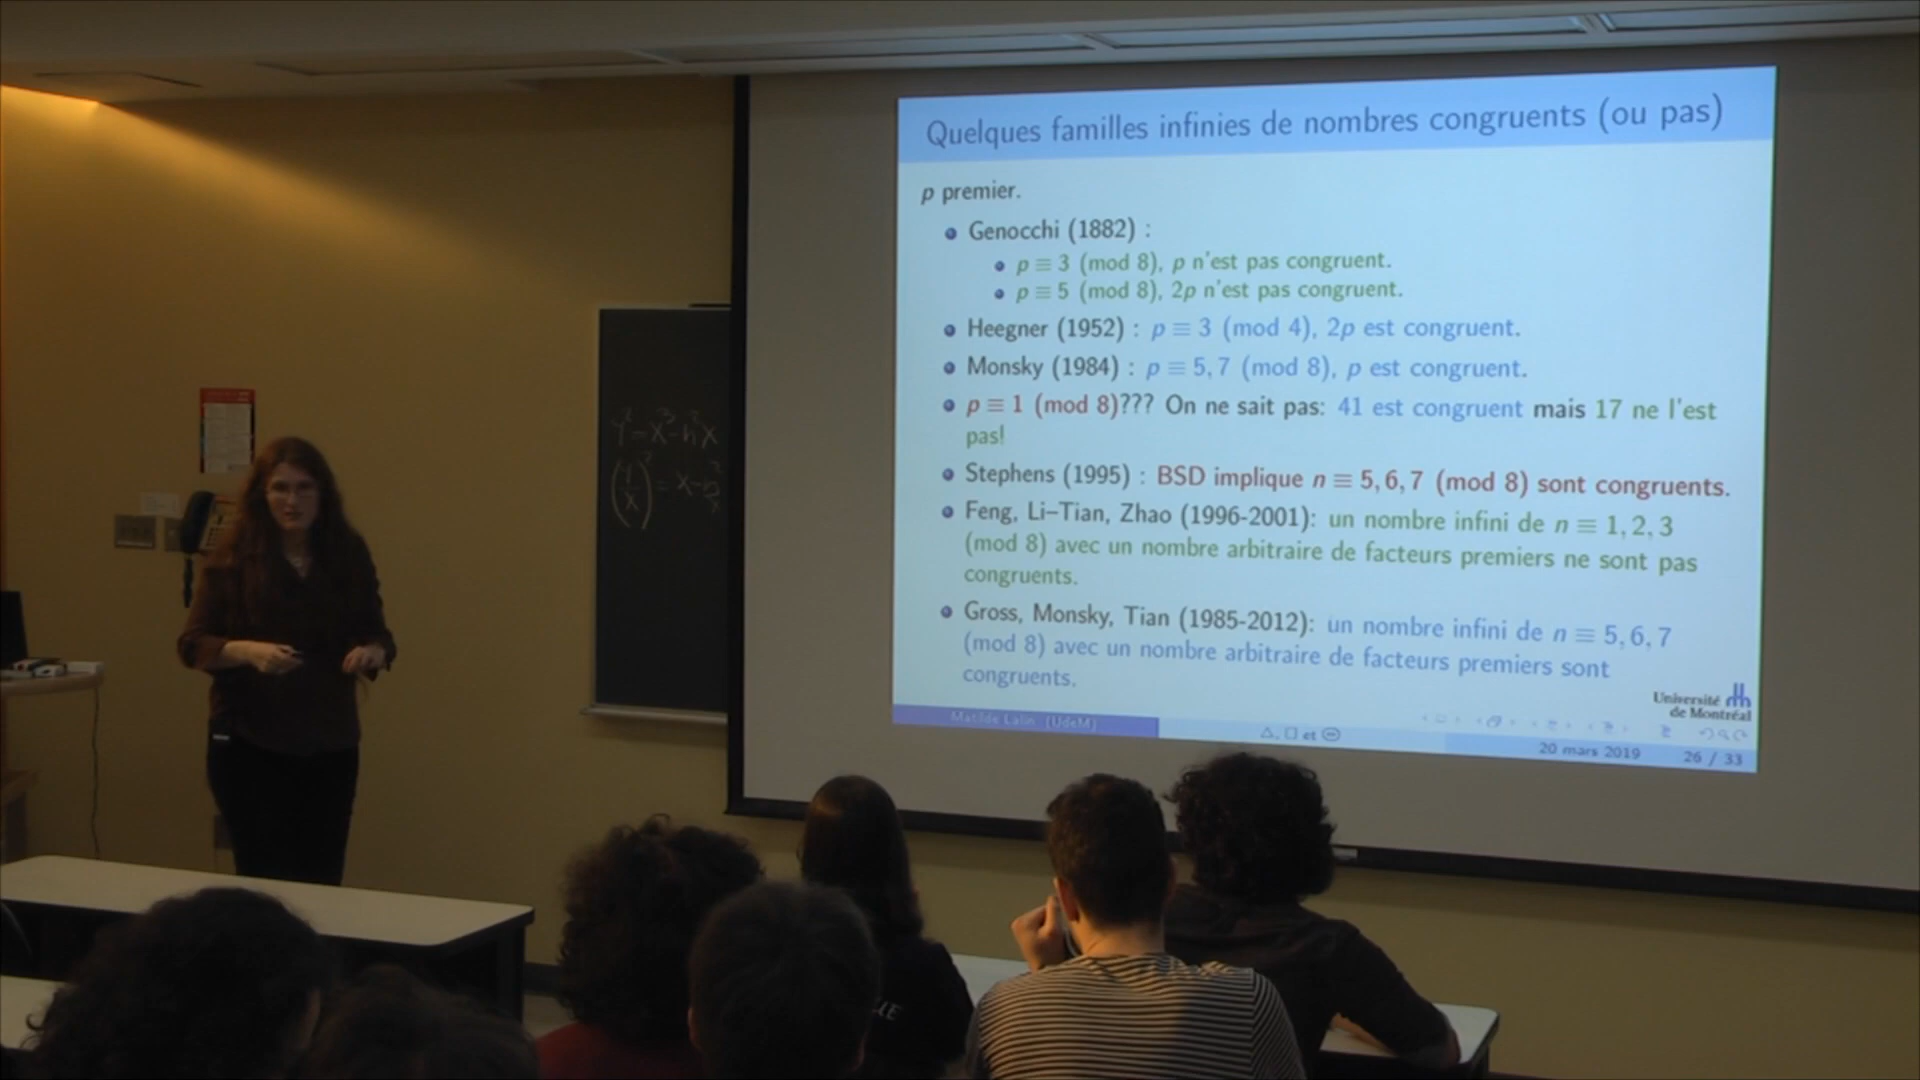 Quelques familles infinies de nombres congruents (ou pas)
p premier.
Genocchi (1882) :
p ≡ 3 (mod 8), p n'est pas congruent.
p ≡ 5 (mod 8), 2p n'est pas congruent.
Heegner (1952) : p ≡ 3 (mod 4), 2p est congruent.
Monsky (1984) : p ≡ 5, 7 (mod 8), p est congruent.
p ≡ 1 (mod 8)??? On ne sait pas: 41 est congruent mais 17 ne l'est
pas!
Stephens (1995) : BSD implique n ≡ 5, 6, 7 (mod 8) sont congruents.
Feng, Li–Tian, Zhao (1996-2001): un nombre infini de n ≡ 1, 2, 3
(mod 8) avec un nombre arbitraire de facteurs premiers ne sont pas
congruents.
Gross, Monsky, Tian (1985-2012): un nombre infini de n ≡ 5, 6, 7
(mod 8) avec un nombre arbitraire de facteurs premiers sont
congruents.
Université
de Montréal
Matilde Lalín (UdeM)
△, □ et ⊖
20 mars 2019
26 / 33